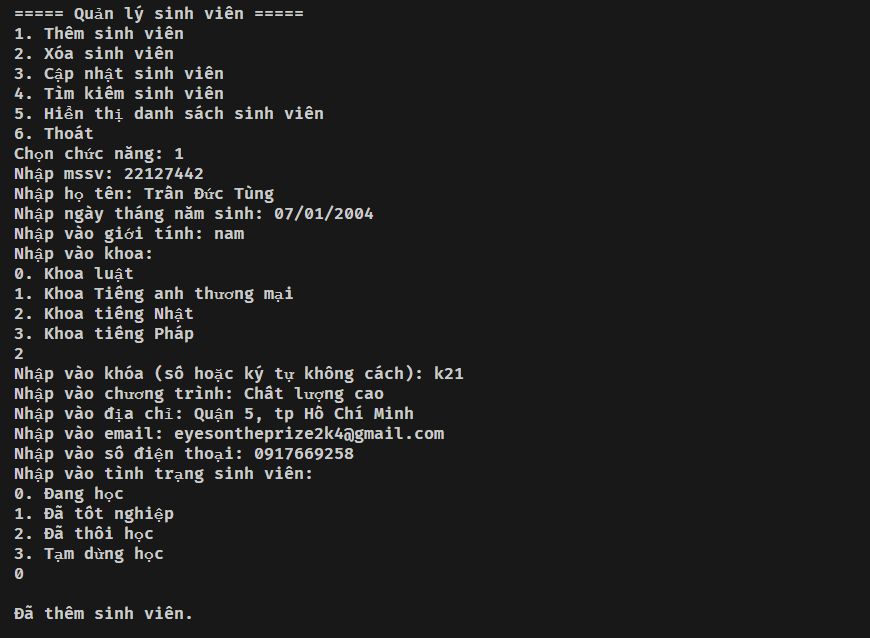 ===== Quản lý sinh viên =====
1. Thêm sinh viên
2. Xóa sinh viên
3. Cập nhật sinh viên
4. Tìm kiếm sinh viên
5. Hiển thị danh sách sinh viên
6. Thoát
Chọn chức năng: 1
Nhập mssv: 22127442
Nhập họ tên: Trần Đức Tùng
Nhập ngày tháng năm sinh: 07/01/2004
Nhập vào giới tính: nam
Nhập vào khoa:
0. Khoa luật
1. Khoa Tiếng anh thương mại
2. Khoa tiếng Nhật
3. Khoa tiếng Pháp
2
Nhập vào khóa (số hoặc ký tự không cách): k21
Nhập vào chương trình: Chất lượng cao
Nhập vào địa chỉ: Quận 5, tp Hồ Chí Minh
Nhập vào email: eyesontheprize2k4@gmail.com
Nhập vào số điện thoại: 0917669258
Nhập vào tình trạng sinh viên:
0. Đang học
1. Đã tốt nghiệp
2. Đã thôi học
3. Tạm dừng học
0
Đã thêm sinh viên.